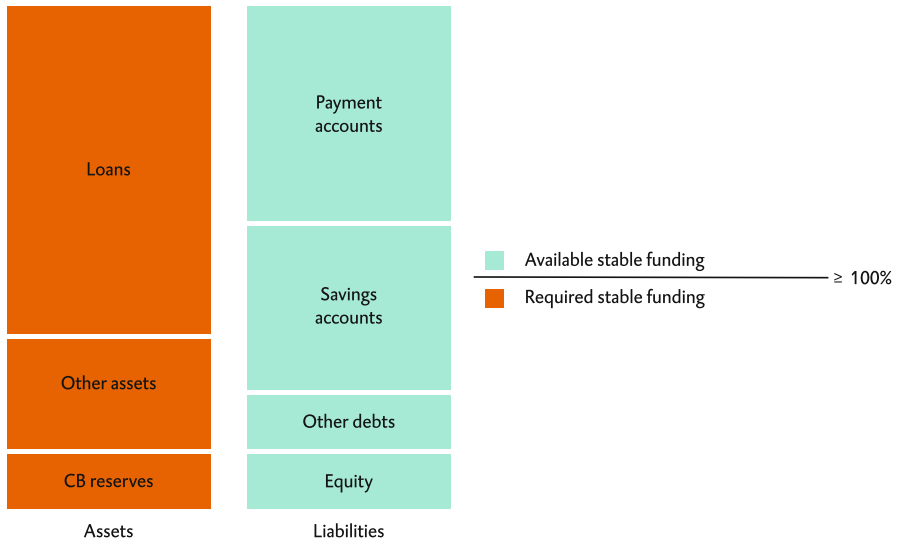 Loans
Other assets
CB reserves
Assets
Payment
accounts
Savings
accounts
Other debts
Equity
Liabilities
Available stable funding
≥ 100%
Required stable funding